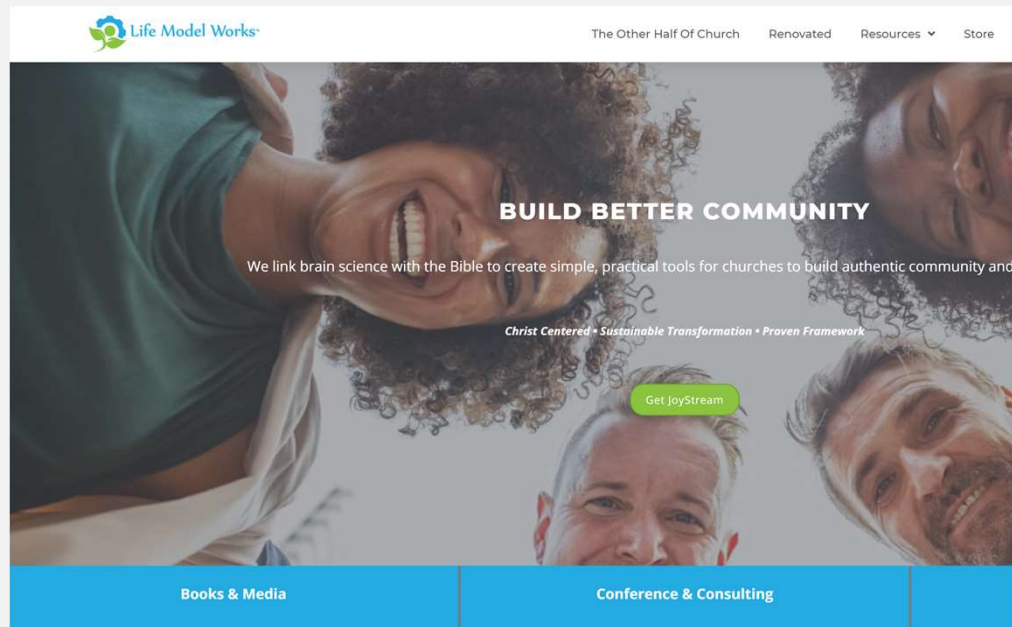 Life Model Works™
The Other Half Of Church Renovated Resources Store
BUILD BETTER COMMUNITY
We link brain science with the Bible to create simple, practical tools for churches to build authentic community and
Christ Centered • Sustainable Transformation • Proven Framework
Get JoyStream
Books & Media Conference & Consulting